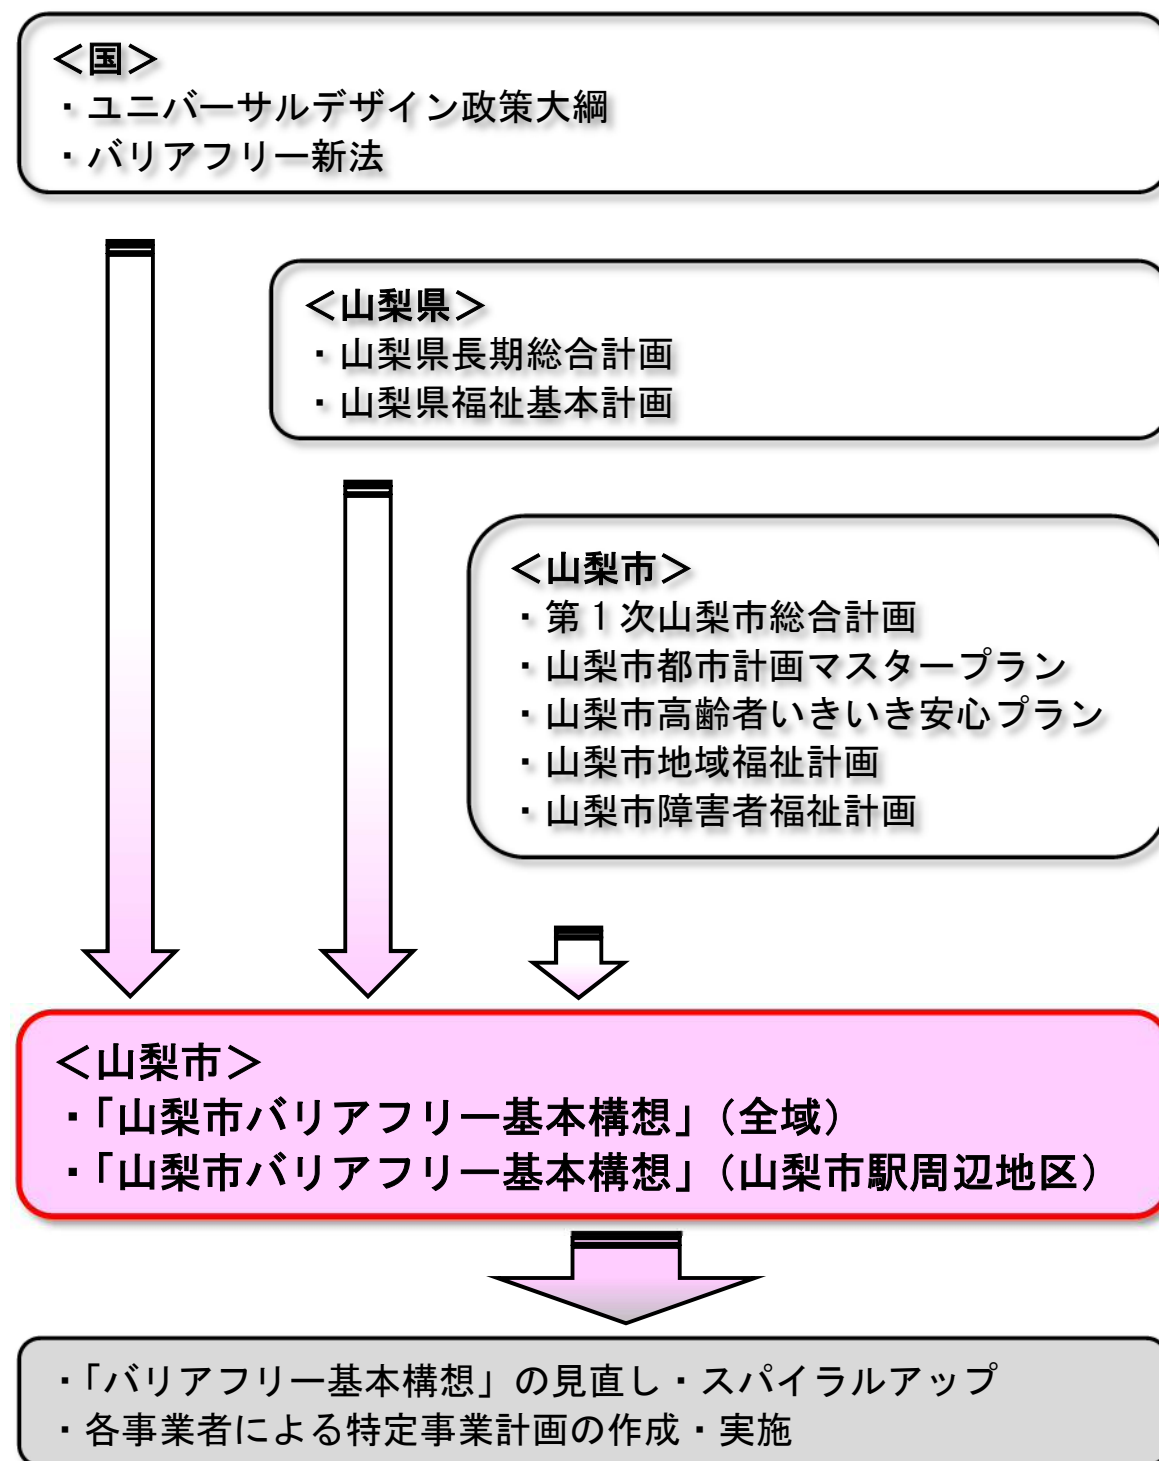 ＜国＞
・ユニバーサルデザイン政策大綱
・バリアフリー新法
＜山梨県＞
・山梨県長期総合計画
・山梨県福祉基本計画
＜山梨市＞
・第１次山梨市総合計画
・山梨市都市計画マスタープラン
・山梨市高齢者いきいき安心プラン
・山梨市地域福祉計画
・山梨市障害者福祉計画
＜山梨市＞
・「山梨市バリアフリー基本構想」（全域）
・「山梨市バリアフリー基本構想」（山梨市駅周辺地区）
・「バリアフリー基本構想」の見直し・スパイラルアップ
・各事業者による特定事業計画の作成・実施